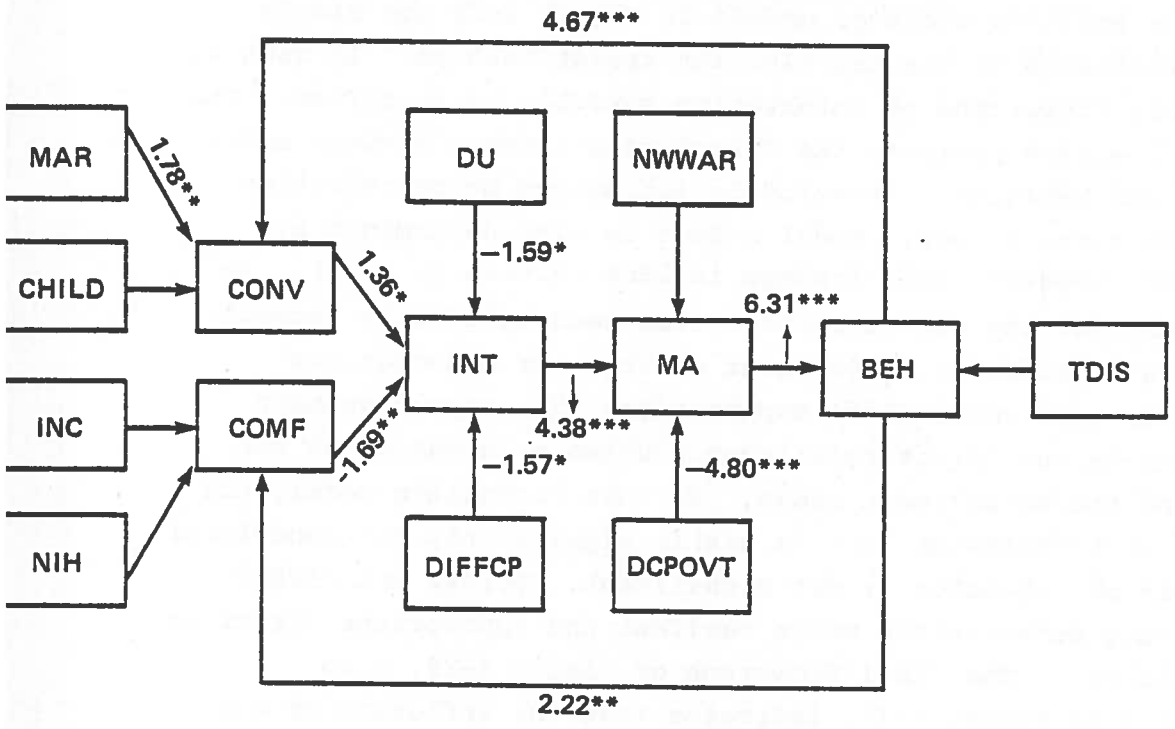 4.67***
MAR
1.78**
DU
NWWAR
CHILD
CONV
1.36*
−1.59*
6.31***
INT
MA
BEH
TDIS
INC
COMF
-1.69**
4.38***
−1.57*
−4.80***
NIH
DIFFCP
DCPOVT
2.22**